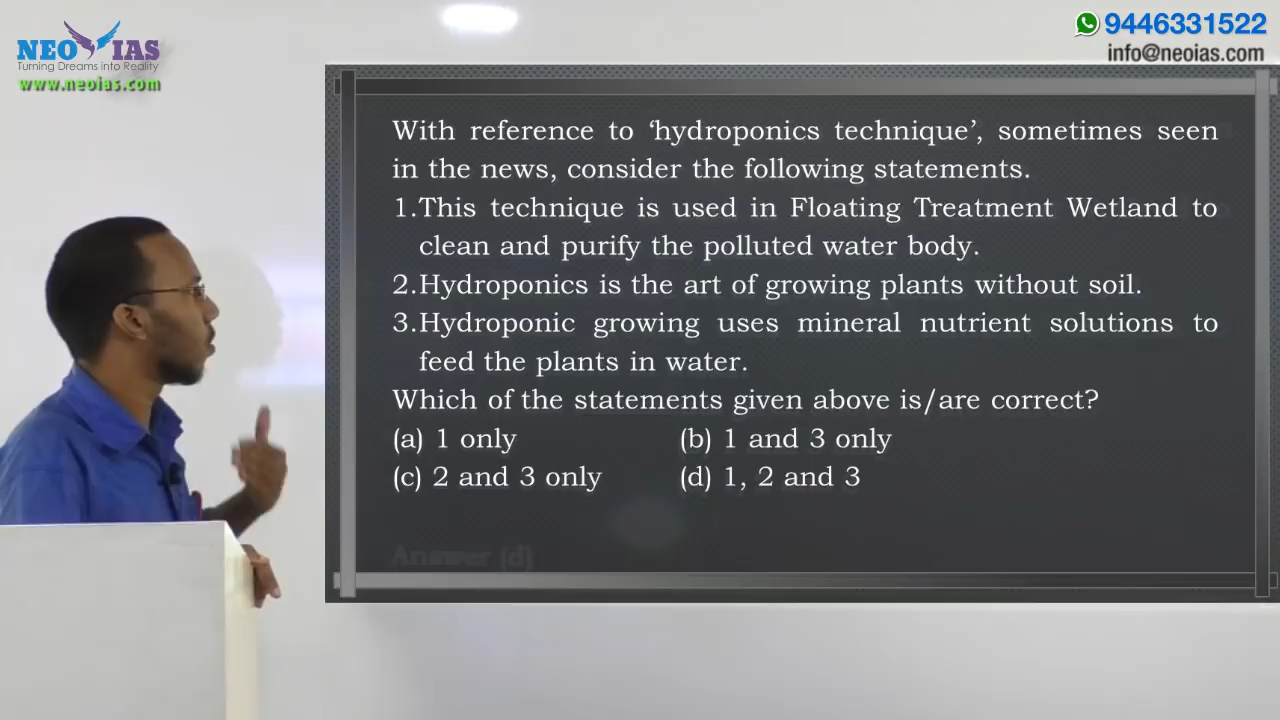 NEO IAS
Turning Dreams into Reality
www.neoias.com
9446331522
info@neoias.com
With reference to ‘hydroponics technique’, sometimes seen
in the news, consider the following statements.
1.This technique is used in Floating Treatment Wetland to
clean and purify the polluted water body.
2.Hydroponics is the art of growing plants without soil.
3.Hydroponic growing uses mineral nutrient solutions to
feed the plants in water.
Which of the statements given above is/are correct?
(a) 1 only (b) 1 and 3 only
(c) 2 and 3 only (d) 1, 2 and 3
Answer (d)